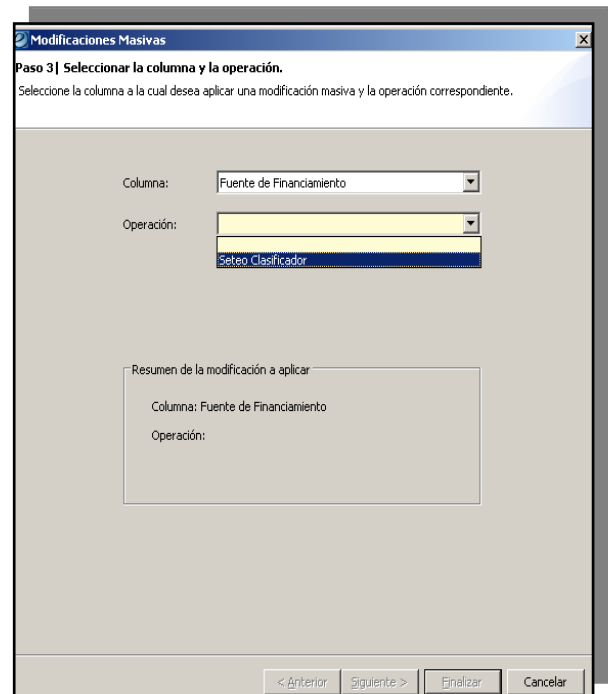 Modificaciones Masivas
Paso 3| Seleccionar la columna y la operación.
Seleccione la columna a la cual desea aplicar una modificación masiva y la operación correspondiente.
Columna: Fuente de Financiamiento
Operación:
Seteo Clasificador
Resumen de la modificación a aplicar
Columna: Fuente de Financiamiento
Operación:
< Anterior Siguiente > Finalizar Cancelar